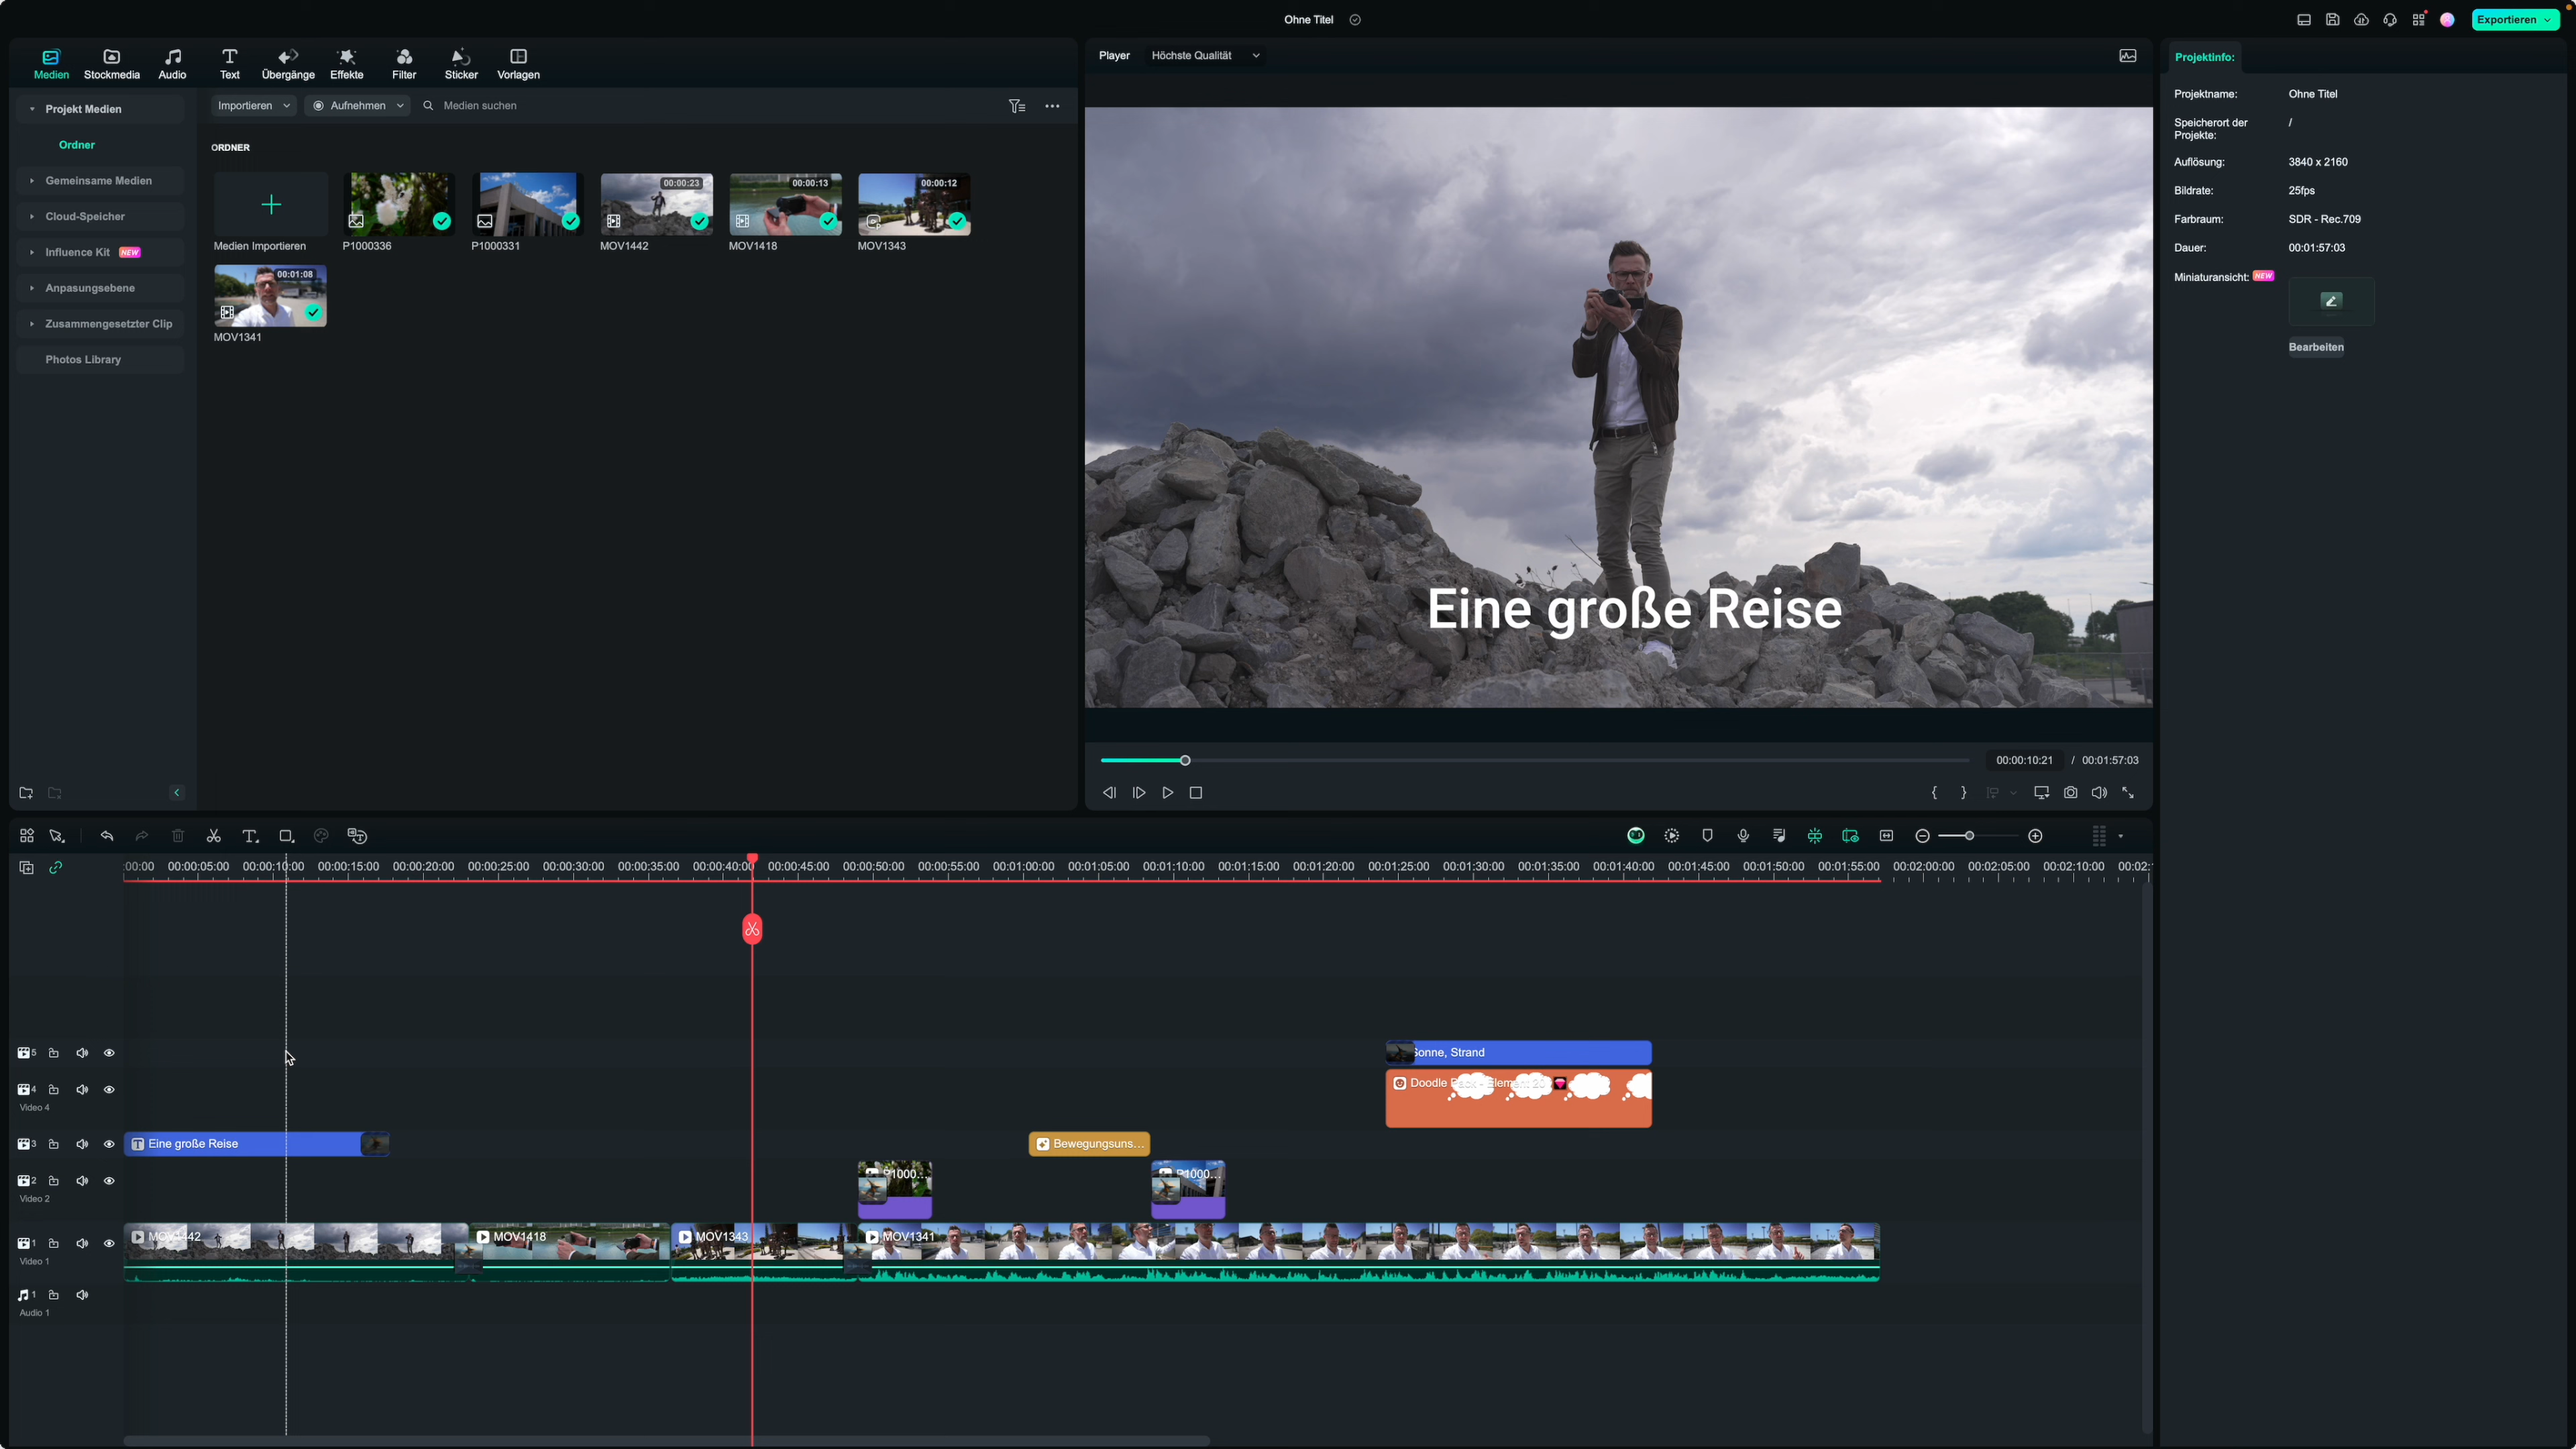 Ohne Titel
Exportieren
Medien
Stockmedia
Audio
Text
Übergänge
Effekte
Filter
Sticker
Vorlagen
Player
Höchste Qualität
Projektinfo:
Projekt Medien
Ordner
Gemeinsame Medien
Cloud-Speicher
Influence Kit NEW
Anpasungsebene
Zusammengesetzter Clip
Photos Library
Importieren
Aufnehmen
Medien suchen
ORDNER
00:00:23
00:00:13
00:00:12
Medien Importieren
P1000336
P1000331
MOV1442
MOV1418
MOV1343
00:01:08
MOV1341
Eine große Reise
00:00:10:21 / 00:01:57:03
Projektname: Ohne Titel
Speicherort der Projekte: /
Auflösung: 3840 x 2160
Bildrate: 25fps
Farbraum: SDR - Rec.709
Dauer: 00:01:57:03
Miniaturansicht: NEW
Bearbeiten
:00:00 00:00:05:00 00:00:10:00 00:00:15:00 00:00:20:00 00:00:25:00 00:00:30:00 00:00:35:00 00:00:40:00 00:00:45:00 00:00:50:00 00:00:55:00 00:01:00:00 00:01:05:00 00:01:10:00 00:01:15:00 00:01:20:00 00:01:25:00 00:01:30:00 00:01:35:00 00:01:40:00 00:01:45:00 00:01:50:00 00:01:55:00 00:02:00:00 00:02:05:00 00:02:10:00 00:02:
5
Sonne, Strand
4
Video 4
Doodle Pack - Element 20
3
Eine große Reise
Bewegungsuns...
2
Video 2
P1000...
P1000...
1
Video 1
MOV1442
MOV1418
MOV1343
MOV1341
1
Audio 1